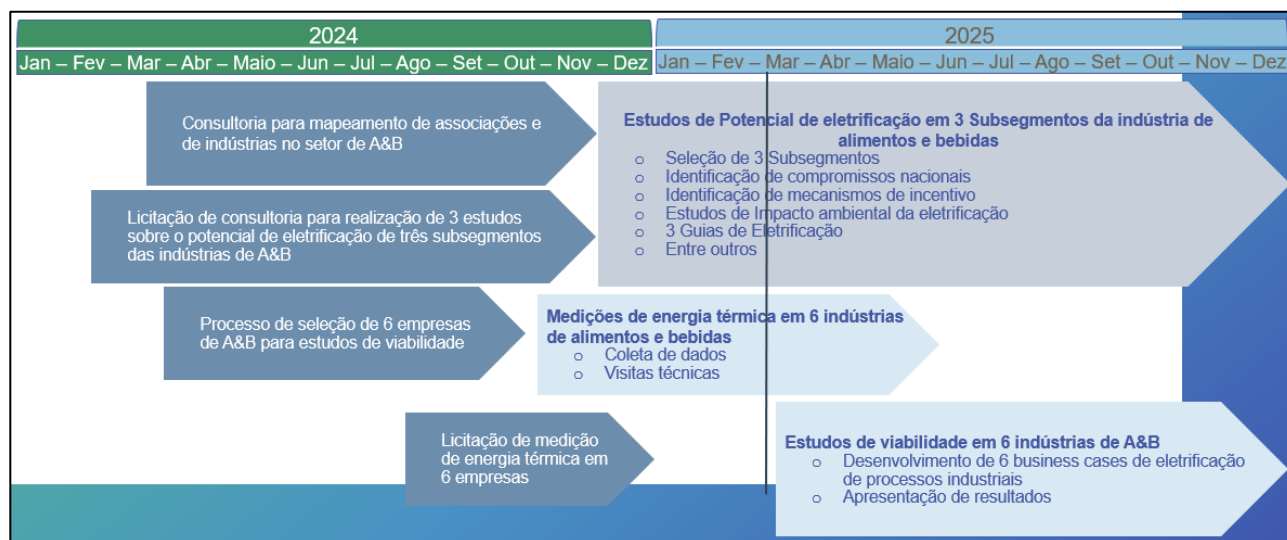 2024
2025
Jan – Fev – Mar – Abr – Maio – Jun – Jul – Ago – Set – Out – Nov – Dez
Jan – Fev – Mar – Abr – Maio – Jun – Jul – Ago – Set – Out – Nov – Dez
Consultoria para mapeamento de associações e
de indústrias no setor de A&B
Estudos de Potencial de eletrificação em 3 Subsegmentos da indústria de
alimentos e bebidas
o Seleção de 3 Subsegmentos
o Identificação de compromissos nacionais
o Identificação de mecanismos de incentivo
o Estudos de Impacto ambiental da eletrificação
o 3 Guias de Eletrificação
o Entre outros
Licitação de consultoria para realização de 3 estudos
sobre o potencial de eletrificação de três subsegmentos
das indústrias de A&B
Processo de seleção de 6 empresas
de A&B para estudos de viabilidade
Medições de energia térmica em 6 indústrias
de alimentos e bebidas
o Coleta de dados
o Visitas técnicas
Licitação de medição
de energia térmica em
6 empresas
Estudos de viabilidade em 6 indústrias de A&B
o Desenvolvimento de 6 business cases de eletrificação
de processos industriais
o Apresentação de resultados